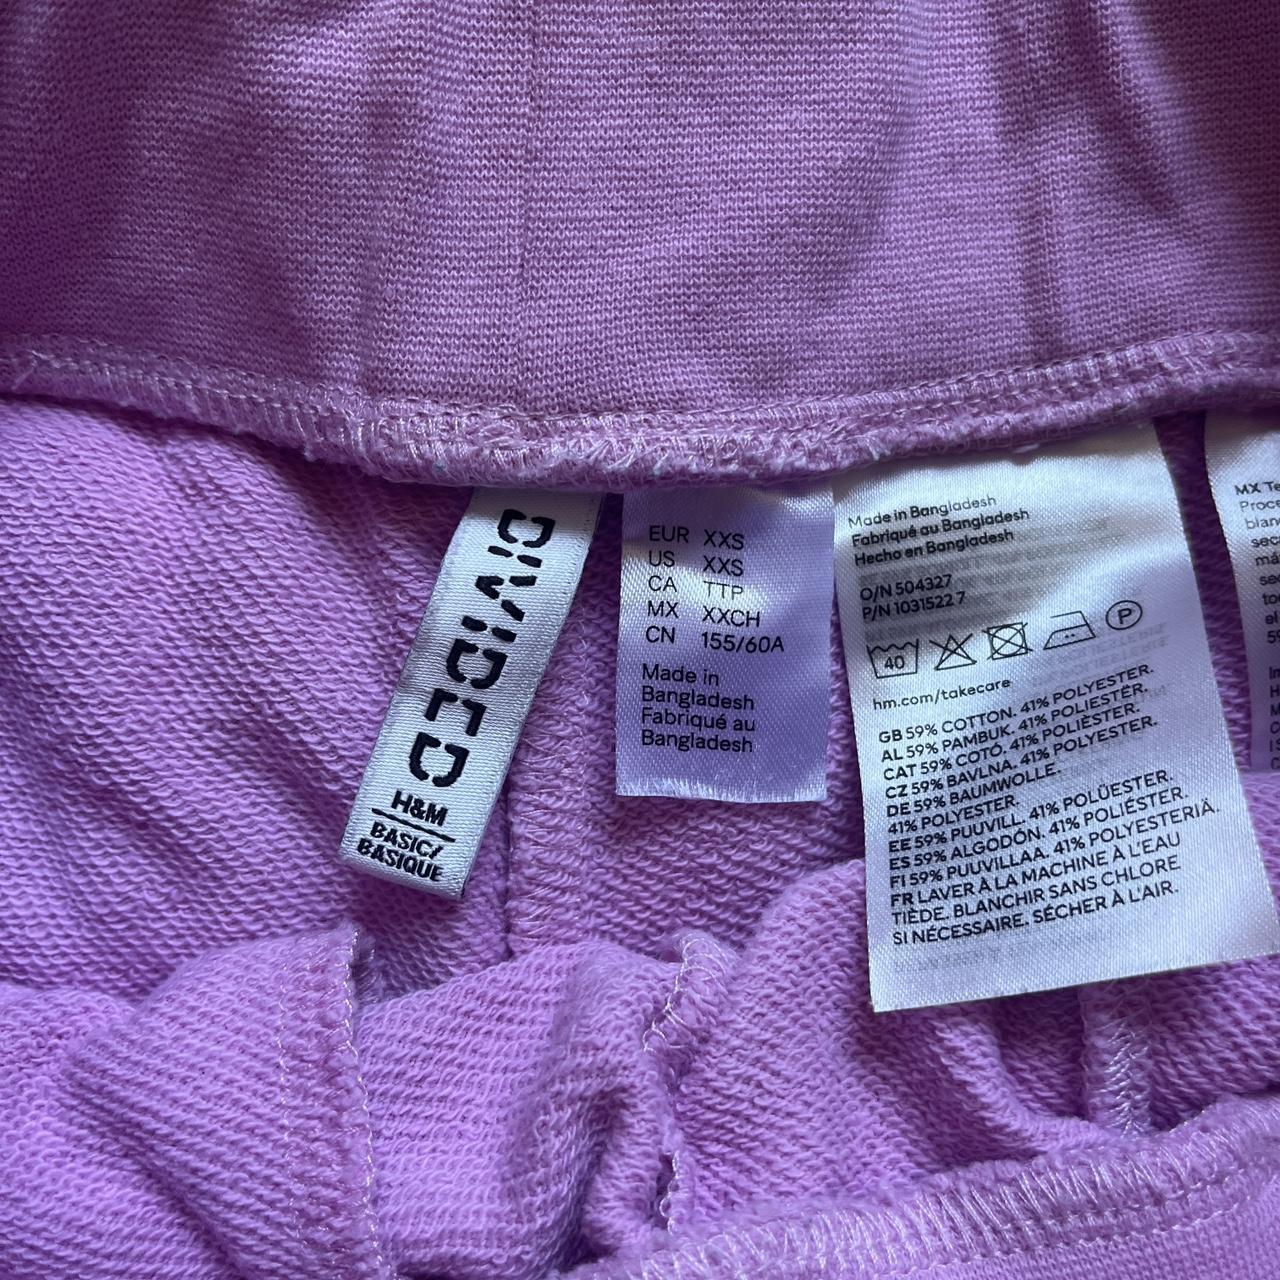 DIVIDED
H&M
BASIC/
BASIQUE
EUR XXS
US XXS
CA TTP
MX XXCH
CN 155/60A
Made in
Bangladesh
Fabriqué au
Bangladesh
Made in Bangladesh
Fabriqué au Bangladesh
Hecho en Bangladesh
O/N 504327
P/N 1031522 7
40
P
hm.com/takecare
GB 59% COTTON. 41% POLYESTER.
AL 59% PAMBUK. 41% POLIESTËR.
CAT 59% COTÓ. 41% POLIÈSTER.
CZ 59% BAVLNA. 41% POLYESTER.
DE 59% BAUMWOLLE.
41% POLYESTER.
EE 59% PUUVILL. 41% POLÜESTER.
ES 59% ALGODÓN. 41% POLIÉSTER.
FI 59% PUUVILLAA. 41% POLYESTERIÄ.
FR LAVER À LA MACHINE À L'EAU
TIÈDE. BLANCHIR SANS CHLORE
SI NÉCESSAIRE. SÉCHER À L'AIR.
MX